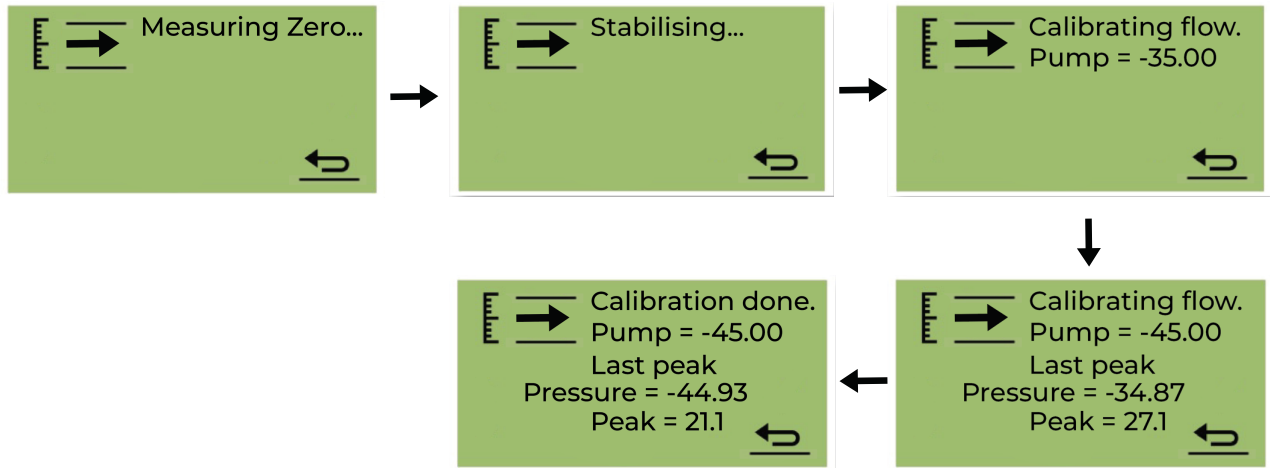 Measuring Zero...
Stabilising...
Calibrating flow.
Pump = -35.00
Calibrating flow.
Pump = -45.00
Last peak
Pressure = -34.87
Peak = 27.1
Calibration done.
Pump = -45.00
Last peak
Pressure = -44.93
Peak = 21.1